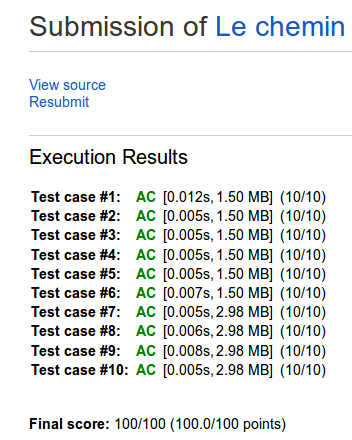 Submission of Le chemin
View source
Resubmit
Execution Results
Test case #1: AC [0.012s, 1.50 MB] (10/10)
Test case #2: AC [0.005s, 1.50 MB] (10/10)
Test case #3: AC [0.005s, 1.50 MB] (10/10)
Test case #4: AC [0.005s, 1.50 MB] (10/10)
Test case #5: AC [0.005s, 1.50 MB] (10/10)
Test case #6: AC [0.007s, 1.50 MB] (10/10)
Test case #7: AC [0.005s, 2.98 MB] (10/10)
Test case #8: AC [0.006s, 2.98 MB] (10/10)
Test case #9: AC [0.008s, 2.98 MB] (10/10)
Test case #10: AC [0.005s, 2.98 MB] (10/10)
Final score: 100/100 (100.0/100 points)